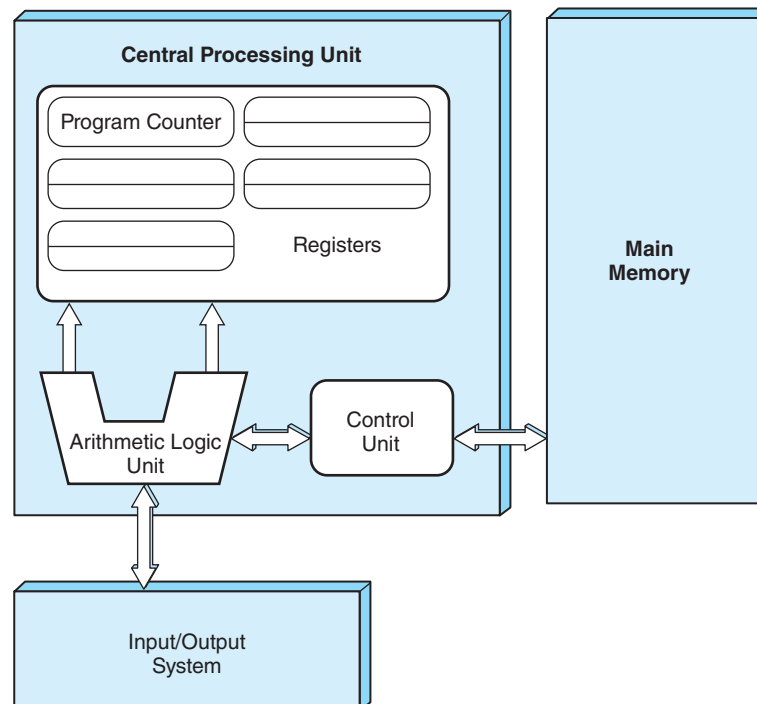 Central Processing Unit
Program Counter
Registers
Main
Memory
Arithmetic Logic
Unit
Control
Unit
Input/Output
System